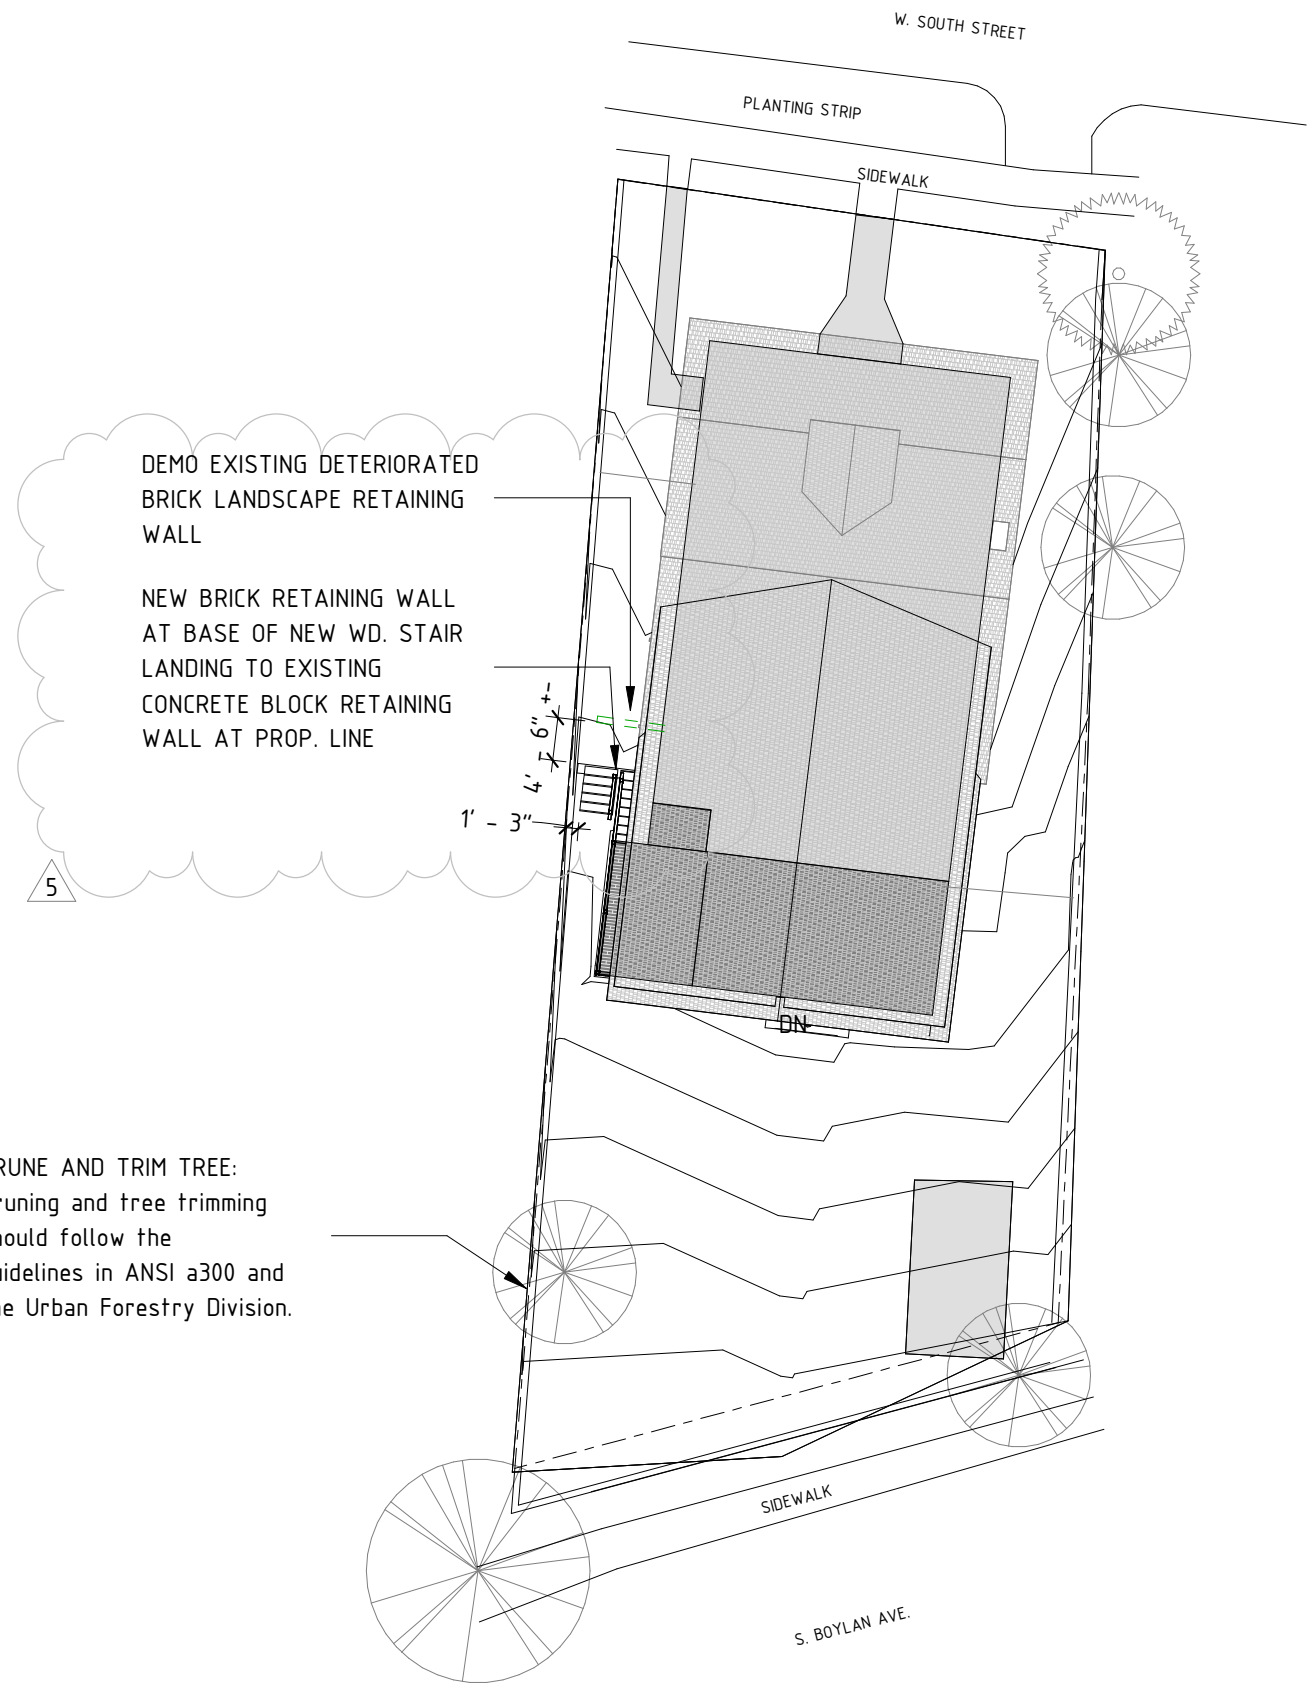 W. SOUTH STREET
PLANTING STRIP
SIDEWALK
DEMO EXISTING DETERIORATED
BRICK LANDSCAPE RETAINING
WALL
NEW BRICK RETAINING WALL
AT BASE OF NEW WD. STAIR
LANDING TO EXISTING
CONCRETE BLOCK RETAINING
WALL AT PROP. LINE
4' - 6" +-
1' - 3"
5
DN
RUNE AND TRIM TREE:
runing and tree trimming
hould follow the
uidelines in ANSI a300 and
he Urban Forestry Division.
SIDEWALK
S. BOYLAN AVE.